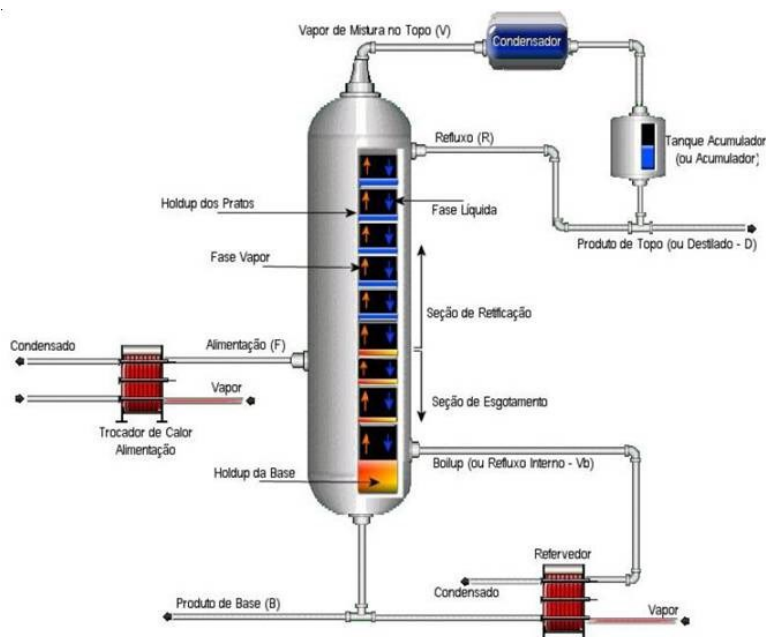 Vapor de Mistura no Topo (V)
Condensador
Refluxo (R)
Tanque Acumulador
(ou Acumulador)
Holdup dos Pratos
Fase Líquida
Produto de Topo (ou Destilado - D)
Fase Vapor
Seção de Retificação
Condensado
Alimentação (F)
Vapor
Seção de Esgotamento
Trocador de Calor
Alimentação
Holdup da Base
Boilup (ou Refluxo Interno - Vb)
Refervedor
Condensado
Produto de Base (B)
Vapor